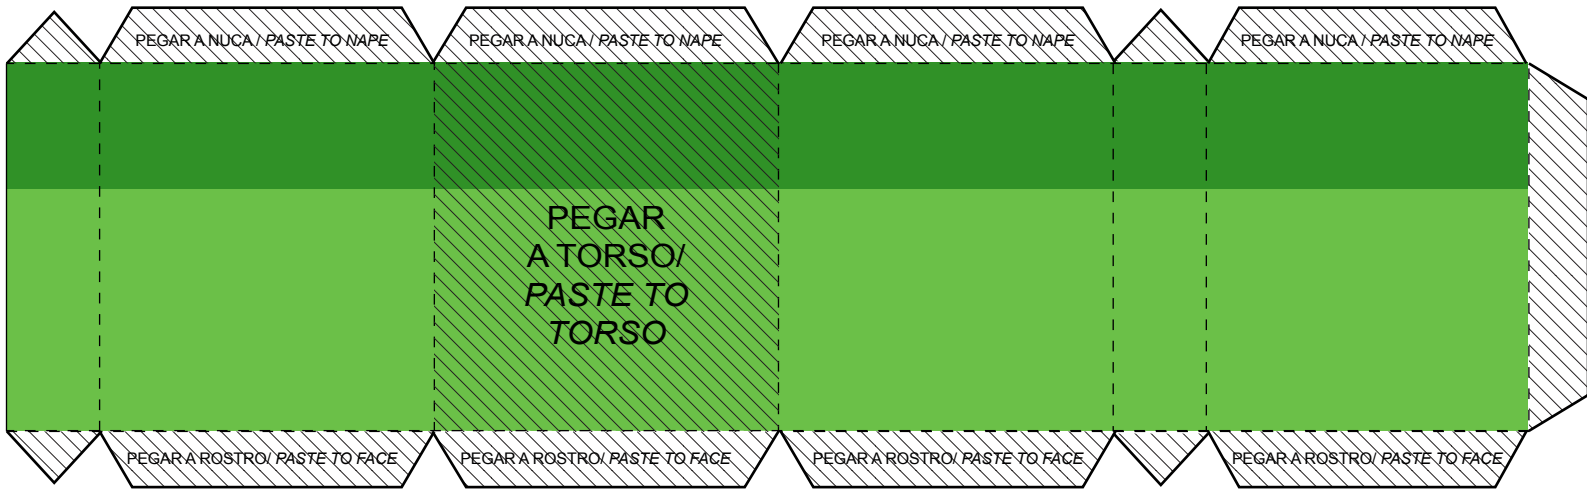 PEGAR A NUCA / PASTE TO NAPE
PEGAR A NUCA / PASTE TO NAPE
PEGAR A NUCA / PASTE TO NAPE
PEGAR A NUCA / PASTE TO NAPE
PEGAR
A TORSO/
PASTE TO
TORSO
PEGAR A ROSTRO/ PASTE TO FACE
PEGAR A ROSTRO/ PASTE TO FACE
PEGAR A ROSTRO/ PASTE TO FACE
PEGAR A ROSTRO/ PASTE TO FACE